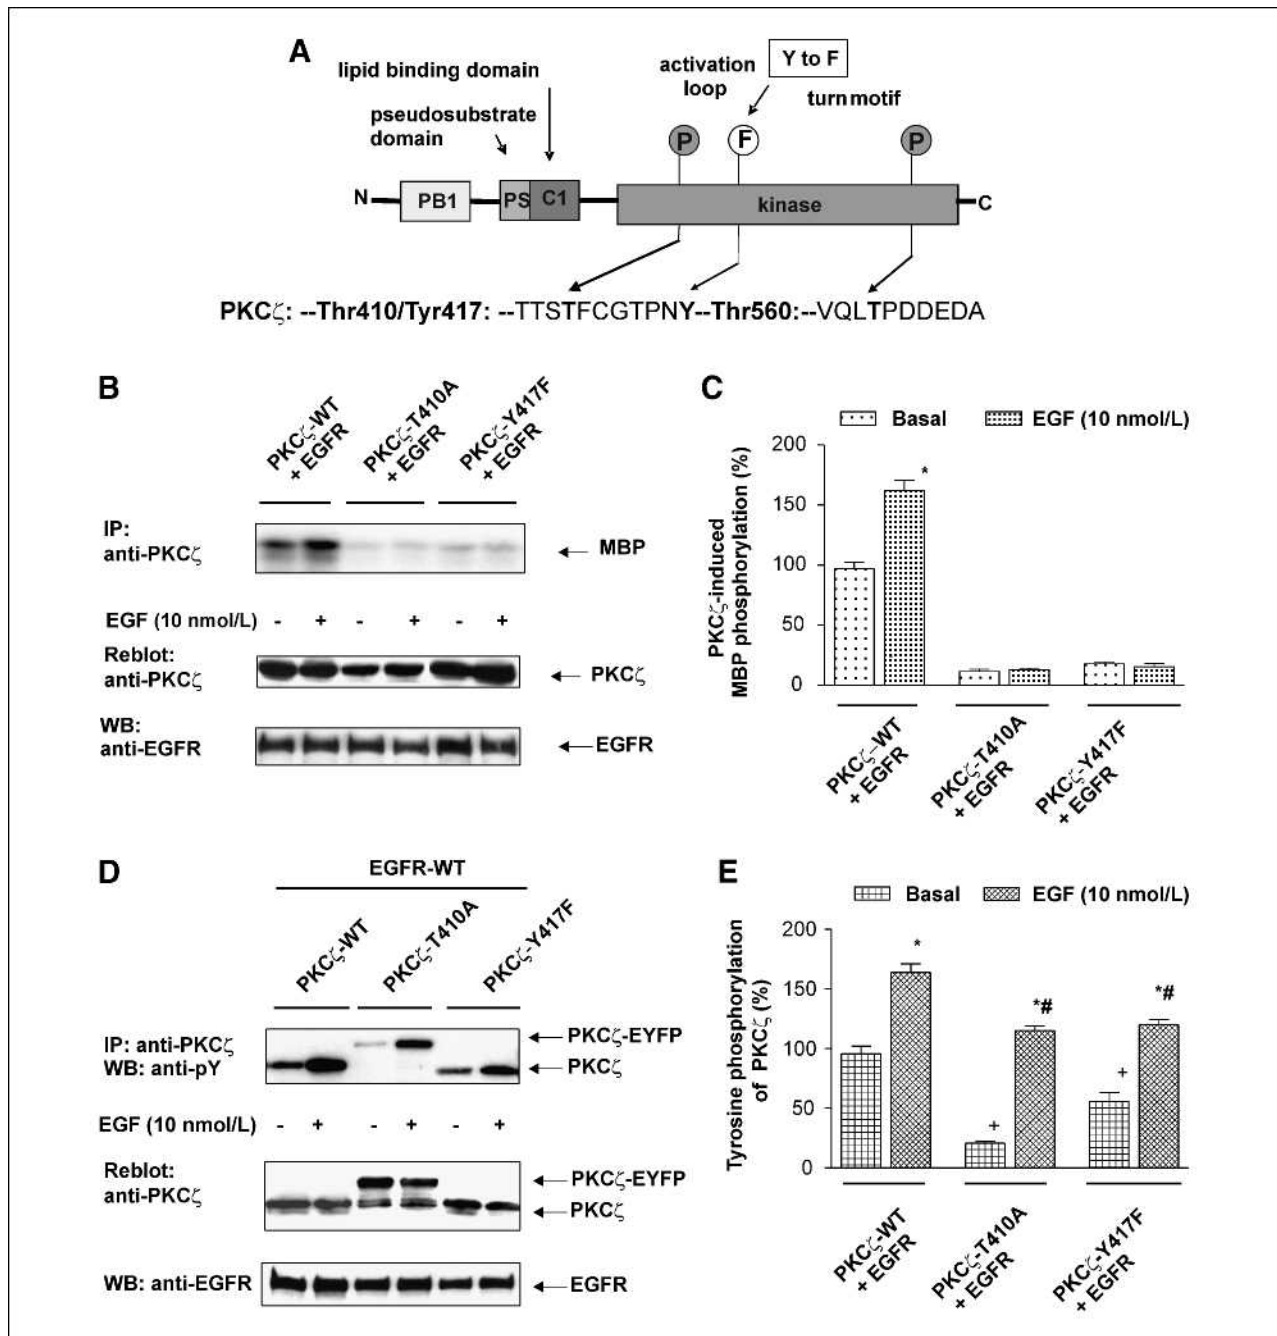 A
lipid binding domain
pseudosubstrate
domain
activation
loop
Y to F
turn motif
P
F
P
N
PB1
PS
C1
kinase
C
PKCζ: --Thr410/Tyr417: --TTSTFCGTPNY--Thr560:--VQLTPDDEDA
B
PKCζ-WT
+ EGFR
PKCζ-T410A
+ EGFR
PKCζ-Y417F
+ EGFR
IP:
anti-PKCζ
MBP
EGF (10 nmol/L) - + - + - +
Reblot:
anti-PKCζ
PKCζ
WB:
anti-EGFR
EGFR
C
Basal
EGF (10 nmol/L)
PKCζ-induced
MBP phosphorylation (%)
200
150
100
50
0
*
PKCζ-WT
+ EGFR
PKCζ-T410A
+ EGFR
PKCζ-Y417F
+ EGFR
D
EGFR-WT
PKCζ-WT
PKCζ-T410A
PKCζ-Y417F
IP: anti-PKCζ
WB: anti-pY
PKCζ-EYFP
PKCζ
EGF (10 nmol/L) - + - + - +
Reblot:
anti-PKCζ
PKCζ-EYFP
PKCζ
WB: anti-EGFR
EGFR
E
Basal
EGF (10 nmol/L)
Tyrosine phosphorylation
of PKCζ (%)
200
150
100
50
0
*
+
*#
+
*#
PKCζ-WT
+ EGFR
PKCζ-T410A
+ EGFR
PKCζ-Y417F
+ EGFR